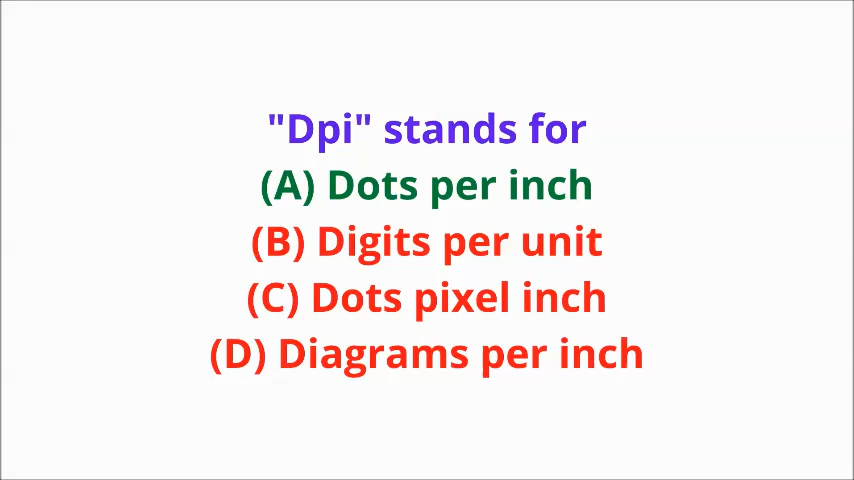 "Dpi" stands for
(A) Dots per inch
(B) Digits per unit
(C) Dots pixel inch
(D) Diagrams per inch